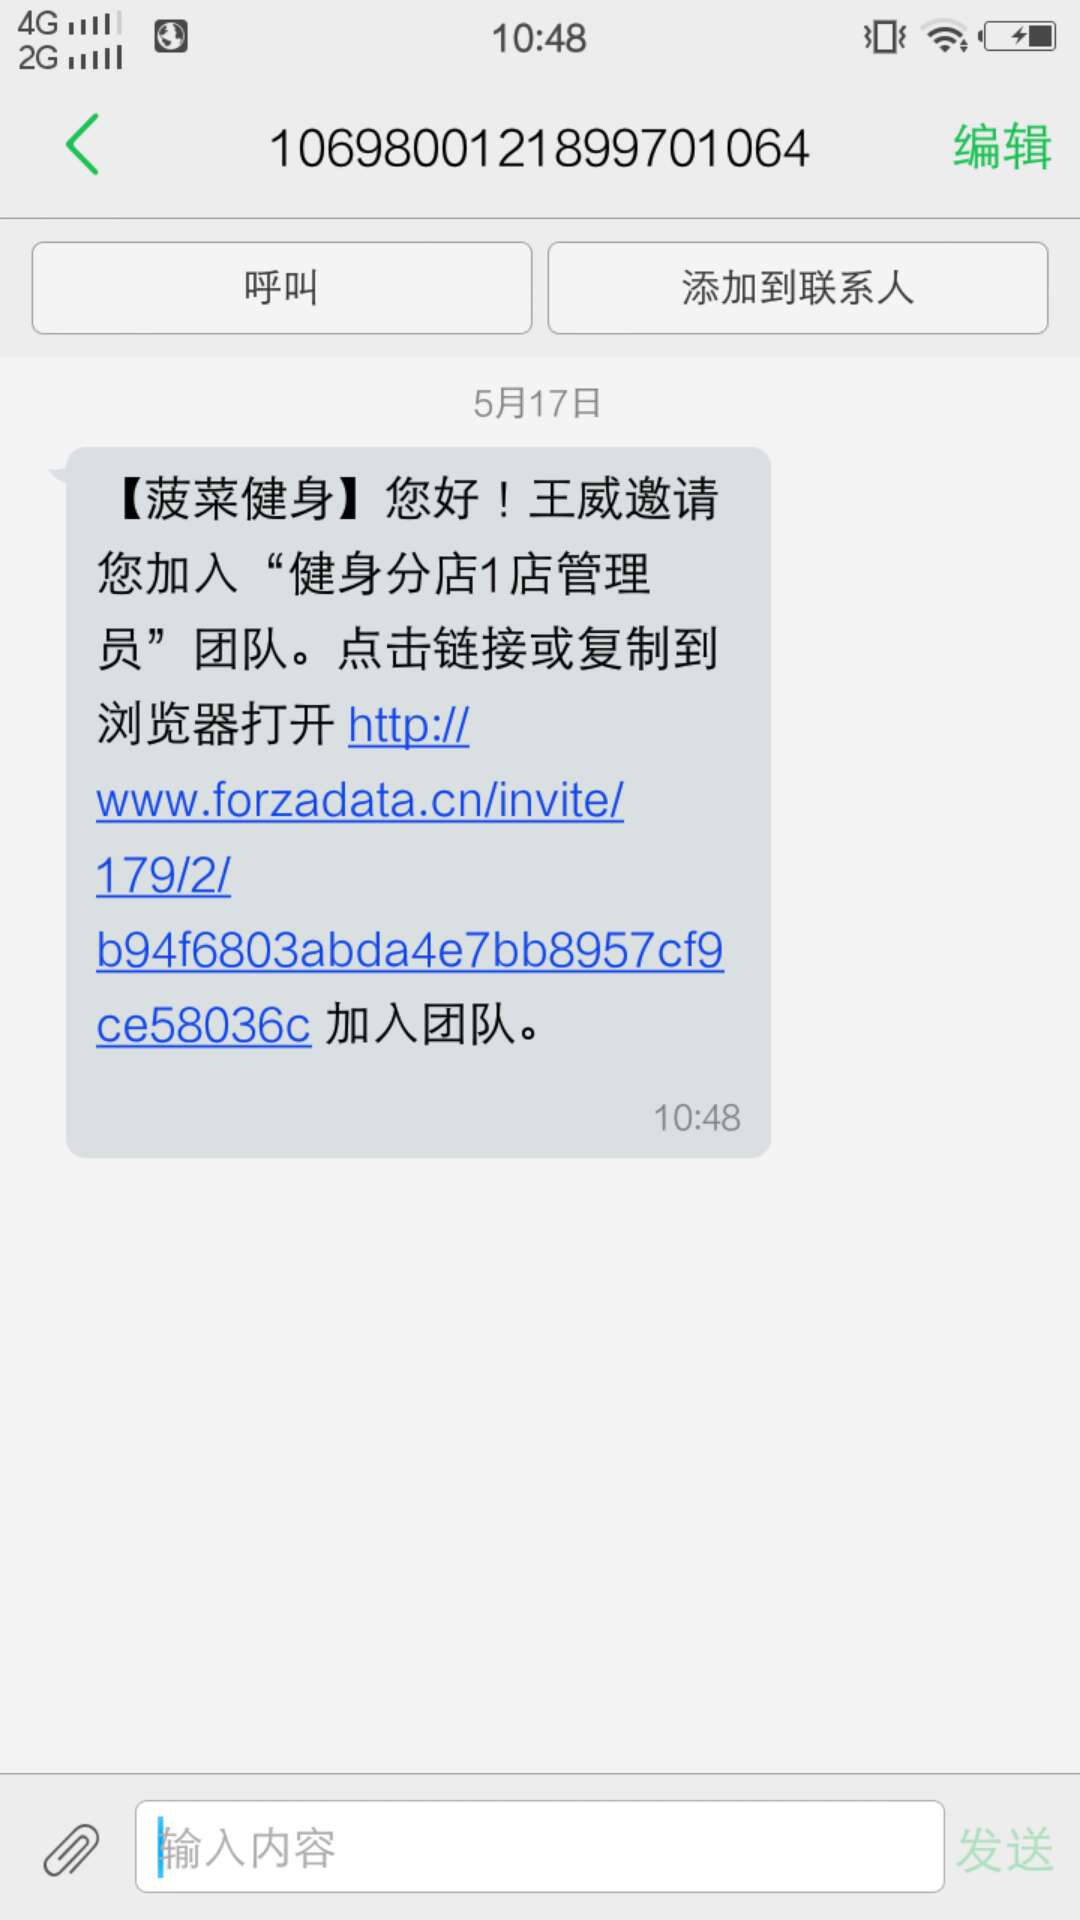 4G
2G
10:48
1069800121899701064
编辑
呼叫
添加到联系人
5月17日
【菠菜健身】您好！王威邀请
您加入“健身分店1店管理
员”团队。点击链接或复制到
浏览器打开 http://
www.forzadata.cn/invite/
179/2/
b94f6803abda4e7bb8957cf9
ce58036c 加入团队。
10:48
输入内容
发送